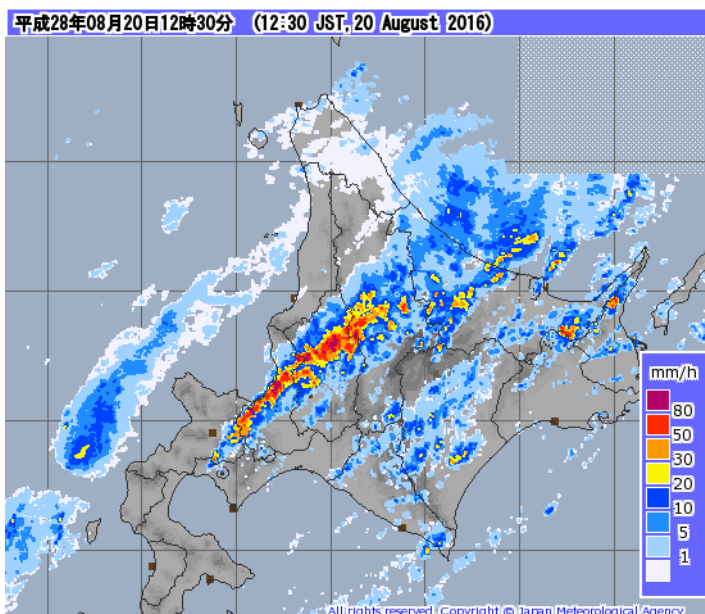 平成28年08月20日12時30分 (12:30 JST,20 August 2016)
mm/h
80
50
30
20
10
5
1
All rights reserved. Copyright © Japan Meteorological Agency